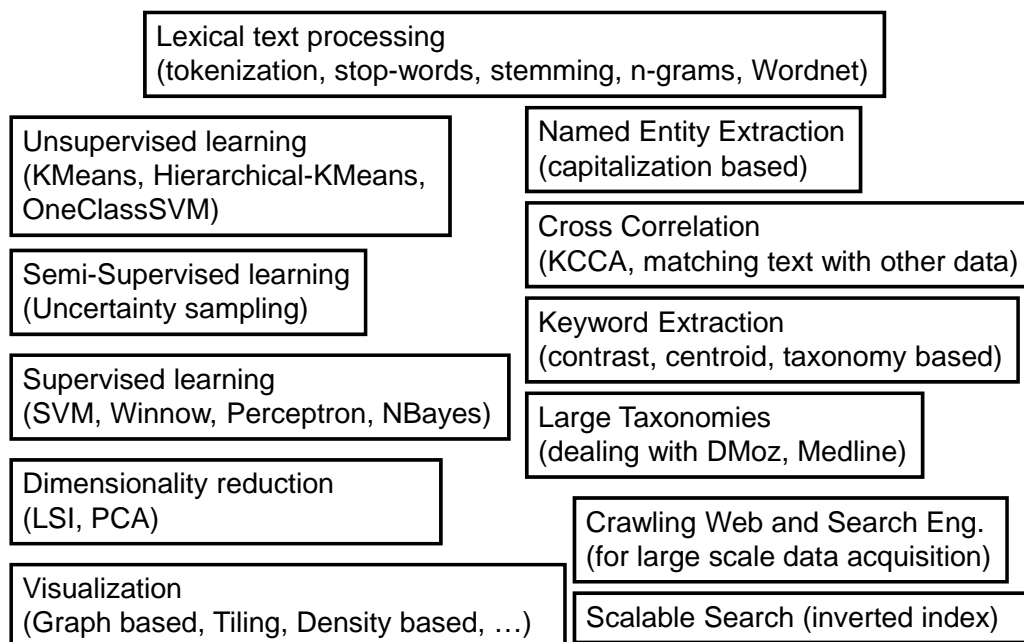 Lexical text processing
(tokenization, stop-words, stemming, n-grams, Wordnet)
Unsupervised learning
(KMeans, Hierarchical-KMeans,
OneClassSVM)
Semi-Supervised learning
(Uncertainty sampling)
Supervised learning
(SVM, Winnow, Perceptron, NBayes)
Dimensionality reduction
(LSI, PCA)
Visualization
(Graph based, Tiling, Density based, …)
Named Entity Extraction
(capitalization based)
Cross Correlation
(KCCA, matching text with other data)
Keyword Extraction
(contrast, centroid, taxonomy based)
Large Taxonomies
(dealing with DMoz, Medline)
Crawling Web and Search Eng.
(for large scale data acquisition)
Scalable Search (inverted index)